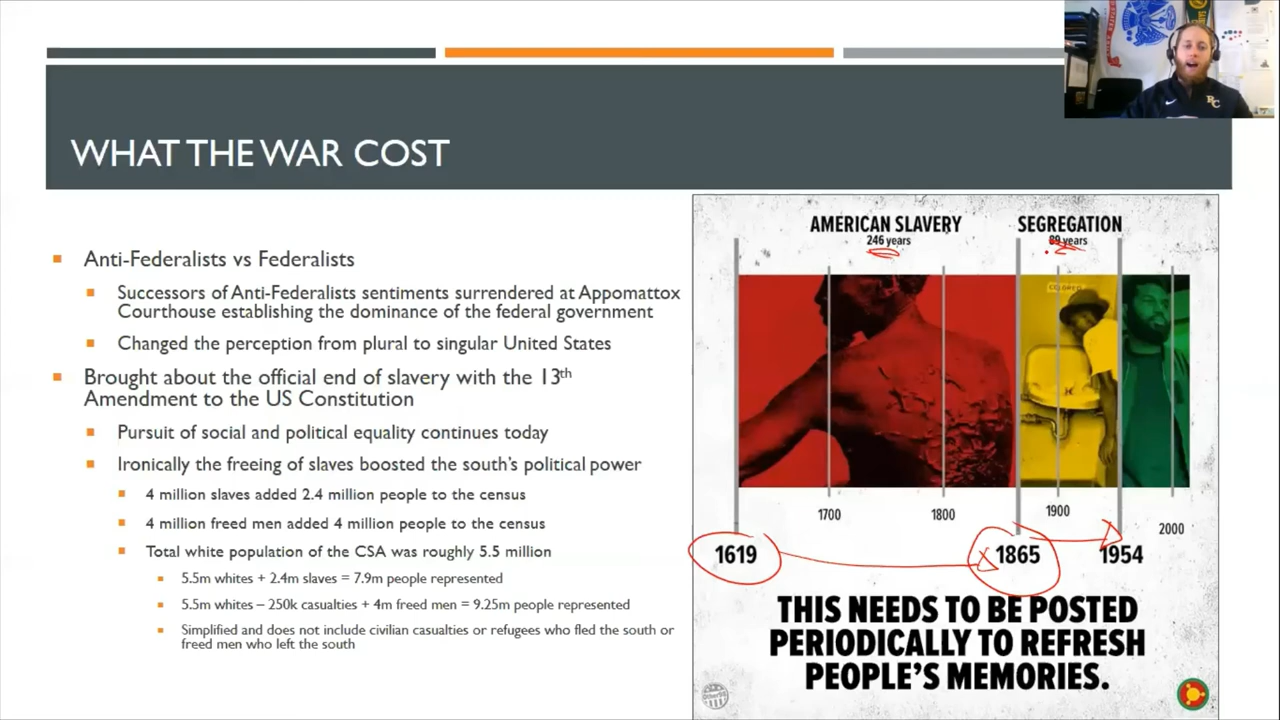 WHAT THE WAR COST
Anti-Federalists vs Federalists
Successors of Anti-Federalists sentiments surrendered at Appomattox
Courthouse establishing the dominance of the federal government
Changed the perception from plural to singular United States
Brought about the official end of slavery with the 13th
Amendment to the US Constitution
Pursuit of social and political equality continues today
Ironically the freeing of slaves boosted the south's political power
4 million slaves added 2.4 million people to the census
4 million freed men added 4 million people to the census
Total white population of the CSA was roughly 5.5 million
5.5m whites + 2.4m slaves = 7.9m people represented
5.5m whites – 250k casualties + 4m freed men = 9.25m people represented
Simplified and does not include civilian casualties or refugees who fled the south or
freed men who left the south
AMERICAN SLAVERY
246 years
SEGREGATION
89 years
COLORED
1700
1800
1900
2000
1619
1865
1954
THIS NEEDS TO BE POSTED
PERIODICALLY TO REFRESH
PEOPLE'S MEMORIES.